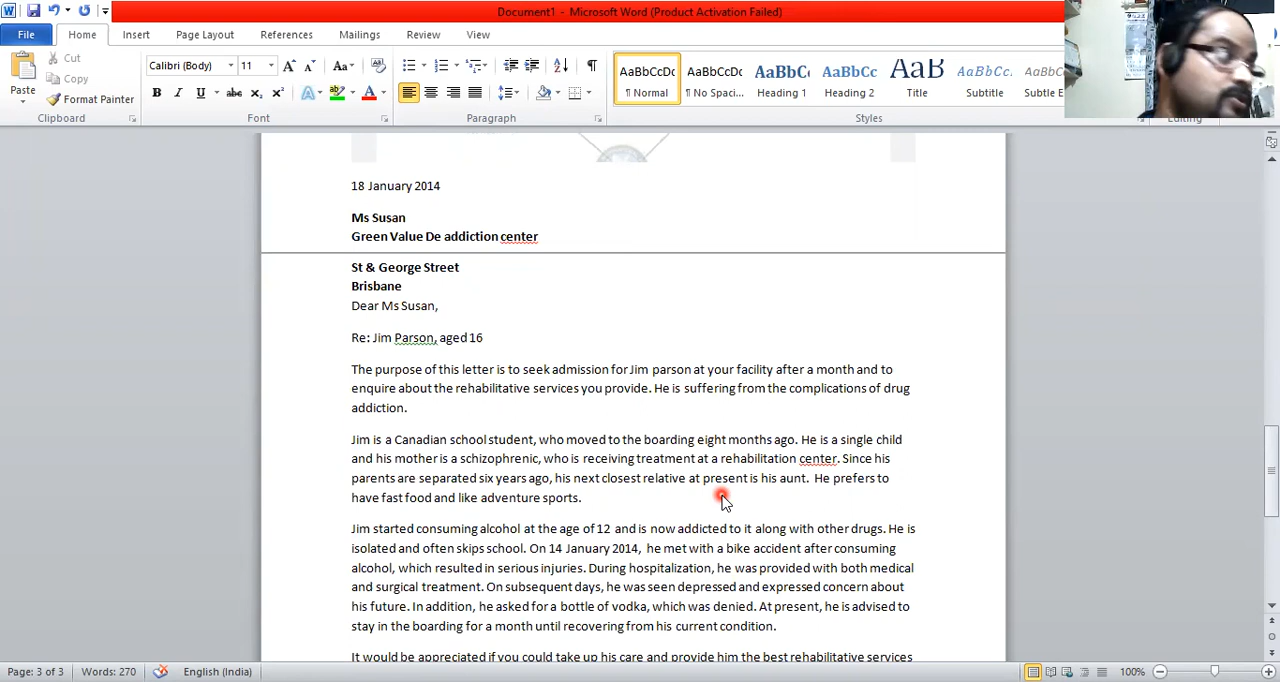 Document1 - Microsoft Word (Product Activation Failed)
File Home Insert Page Layout References Mailings Review View
Cut
Calibri (Body) 11
AaBbCcDc AaBbCcDc AaBbC AaBbCc AaB AaBbCc. AaBbCc
Copy
Paste
Format Painter
Normal No Spaci... Heading 1 Heading 2 Title Subtitle Subtle E
Clipboard Font Paragraph Styles Editing
18 January 2014
Ms Susan
Green Value De addiction center
St & George Street
Brisbane
Dear Ms Susan,
Re: Jim Parson, aged 16
The purpose of this letter is to seek admission for Jim parson at your facility after a month and to
enquire about the rehabilitative services you provide. He is suffering from the complications of drug
addiction.
Jim is a Canadian school student, who moved to the boarding eight months ago. He is a single child
and his mother is a schizophrenic, who is receiving treatment at a rehabilitation center. Since his
parents are separated six years ago, his next closest relative at present is his aunt. He prefers to
have fast food and like adventure sports.
Jim started consuming alcohol at the age of 12 and is now addicted to it along with other drugs. He is
isolated and often skips school. On 14 January 2014, he met with a bike accident after consuming
alcohol, which resulted in serious injuries. During hospitalization, he was provided with both medical
and surgical treatment. On subsequent days, he was seen depressed and expressed concern about
his future. In addition, he asked for a bottle of vodka, which was denied. At present, he is advised to
stay in the boarding for a month until recovering from his current condition.
It would be appreciated if you could take up his care and provide him the best rehabilitative services
Page: 3 of 3 Words: 270 English (India) 100%